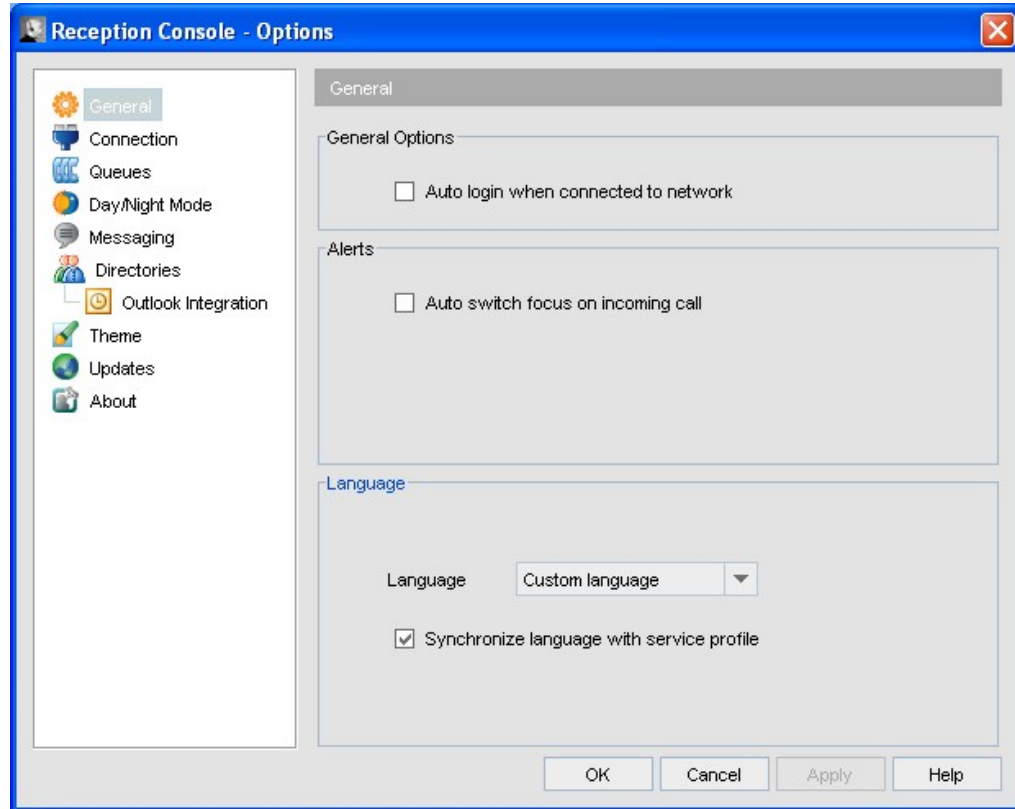 Reception Console - Options
General
Connection
Queues
Day/Night Mode
Messaging
Directories
Outlook Integration
Theme
Updates
About
General
General Options
Auto login when connected to network
Alerts
Auto switch focus on incoming call
Language
Language Custom language
Synchronize language with service profile
OK Cancel Apply Help